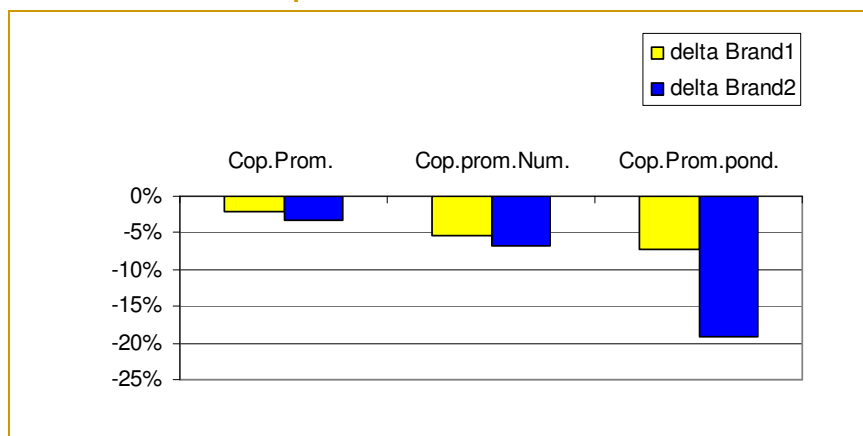 delta Brand1
delta Brand2
Cop.Prom. Cop.prom.Num. Cop.Prom.pond.
0%
-5%
-10%
-15%
-20%
-25%